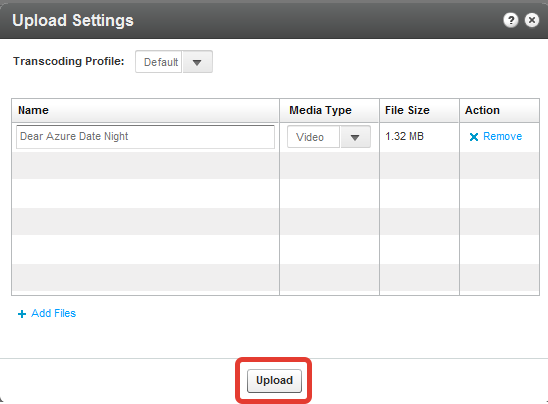 Upload Settings ?
Transcoding Profile: Default
Name Media Type File Size Action
Dear Azure Date Night Video 1.32 MB Remove
Add Files
Upload